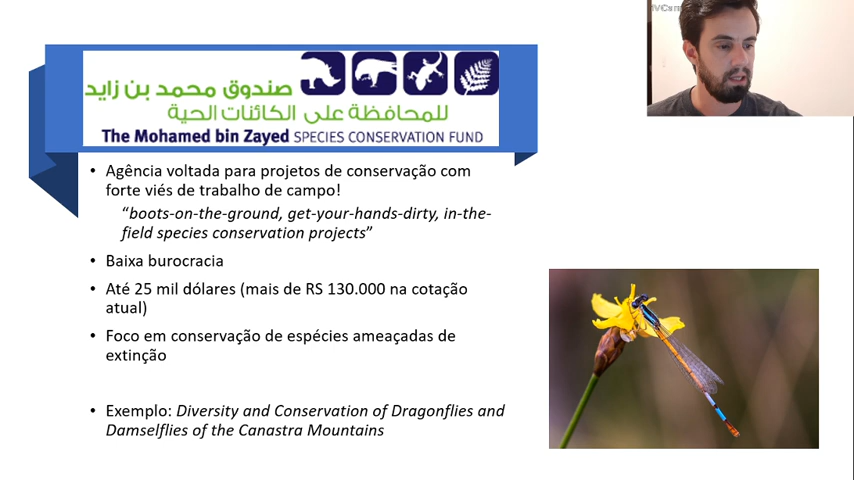 صندوق محمد بن زايد
للمحافظة على الكائنات الحية
The Mohamed bin Zayed SPECIES CONSERVATION FUND
• Agência voltada para projetos de conservação com
forte viés de trabalho de campo!
“boots-on-the-ground, get-your-hands-dirty, in-the-
field species conservation projects”
• Baixa burocracia
• Até 25 mil dólares (mais de RS 130.000 na cotação
atual)
• Foco em conservação de espécies ameaçadas de
extinção
• Exemplo: Diversity and Conservation of Dragonflies and
Damselflies of the Canastra Mountains